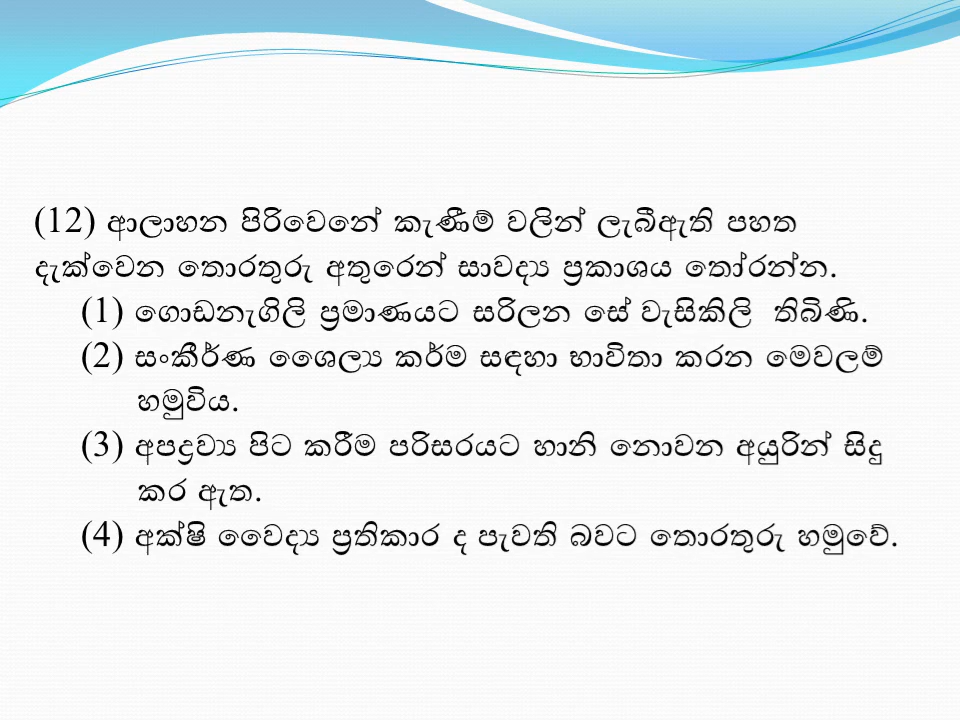 (12) ආලාහන පිරිවෙනේ කැණීම් වලින් ලැබීඇති පහත
දැක්වෙන තොරතුරු අතුරෙන් සාවද්‍ය ප්‍රකාශය තෝරන්න.
(1) ගොඩනැගිලි ප්‍රමාණයට සරිලන සේ වැසිකිලි තිබිණි.
(2) සංකීර්ණ ශෛල්‍ය කර්ම සඳහා භාවිතා කරන මෙවලම්
හමුවිය.
(3) අපද්‍රව්‍ය පිට කරීම පරිසරයට හානි නොවන අයුරින් සිදු
කර ඇත.
(4) අක්ෂි වෛද්‍ය ප්‍රතිකාර ද පැවති බවට තොරතුරු හමුවේ.